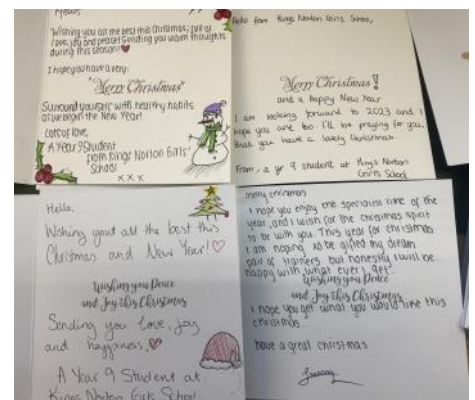 Hello,
Wishing you all the best this Christmas, full of
love, joy and peace! Sending you warm thoughts
during this season!
I hope you have a very:
"Merry Christmas"
Surround yourself with healthy habits
as we begin the New Year!
Lots of love,
A Year 9 Student
from Kings Norton Girls'
School
x x x
Hello from Kings Norton Girls School,
Merry Christmas!
and a happy New Year
I am looking forward to 2023 and I
hope you are too. I'll be praying for you,
that you have a lovely Christmas.
From, a yr 9 student at Kings Norton
Girls School
Hello,
Wishing you all the best this
Christmas and New Year!
Wishing you Peace
and Joy this Christmas
Sending you love, joy
and happyness,
A Year 9 Student at
Kings Norton Girls School
merry christmas
I hope you enjoy one special time of the
year, and I wish for the christmas spirit
to be with you. This year for christmas
I am hoping to be gifted my dream
pair of trainers but honestly I will be
happy with what ever I get.
Wishing you Peace
and Joy this Christmas
I hope you get what you would like this
christmas.
have a great christmas